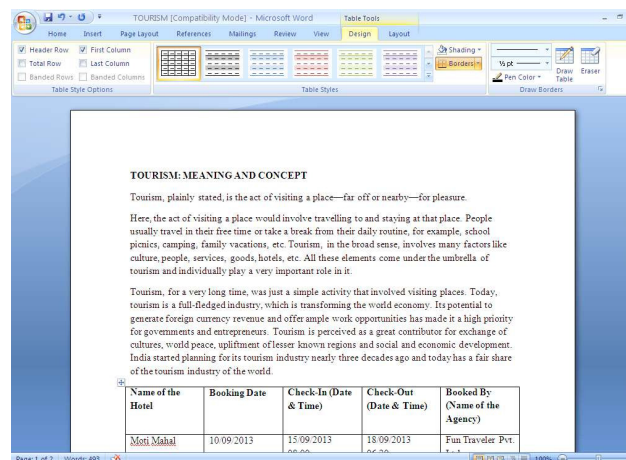 TOURISM [Compatibility Mode] - Microsoft Word Table Tools
Home Insert Page Layout References Mailings Review View Design Layout
Header Row First Column Shading
Total Row Last Column Borders ½ pt
Banded Rows Banded Columns Pen Color Draw Table Eraser
Table Style Options Table Styles Draw Borders
TOURISM: MEANING AND CONCEPT
Tourism, plainly stated, is the act of visiting a place—far off or nearby—for pleasure.
Here, the act of visiting a place would involve travelling to and staying at that place. People
usually travel in their free time or take a break from their daily routine, for example, school
picnics, camping, family vacations, etc. Tourism, in the broad sense, involves many factors like
culture, people, services, goods, hotels, etc. All these elements come under the umbrella of
tourism and individually play a very important role in it.
Tourism, for a very long time, was just a simple activity that involved visiting places. Today,
tourism is a full-fledged industry, which is transforming the world economy. Its potential to
generate foreign currency revenue and offer ample work opportunities has made it a high priority
for governments and entrepreneurs. Tourism is perceived as a great contributor for exchange of
cultures, world peace, upliftment of lesser known regions and social and economic development.
India started planning for its tourism industry nearly three decades ago and today has a fair share
of the tourism industry of the world.
Name of the Booking Date Check-In (Date Check-Out Booked By
Hotel & Time) (Date & Time) (Name of the
Agency)
Moti Mahal 10/09/2013 15/09/2013 18/09/2013 Fun Traveler Pvt.
Page: 1 of 2 Words: 493 100%